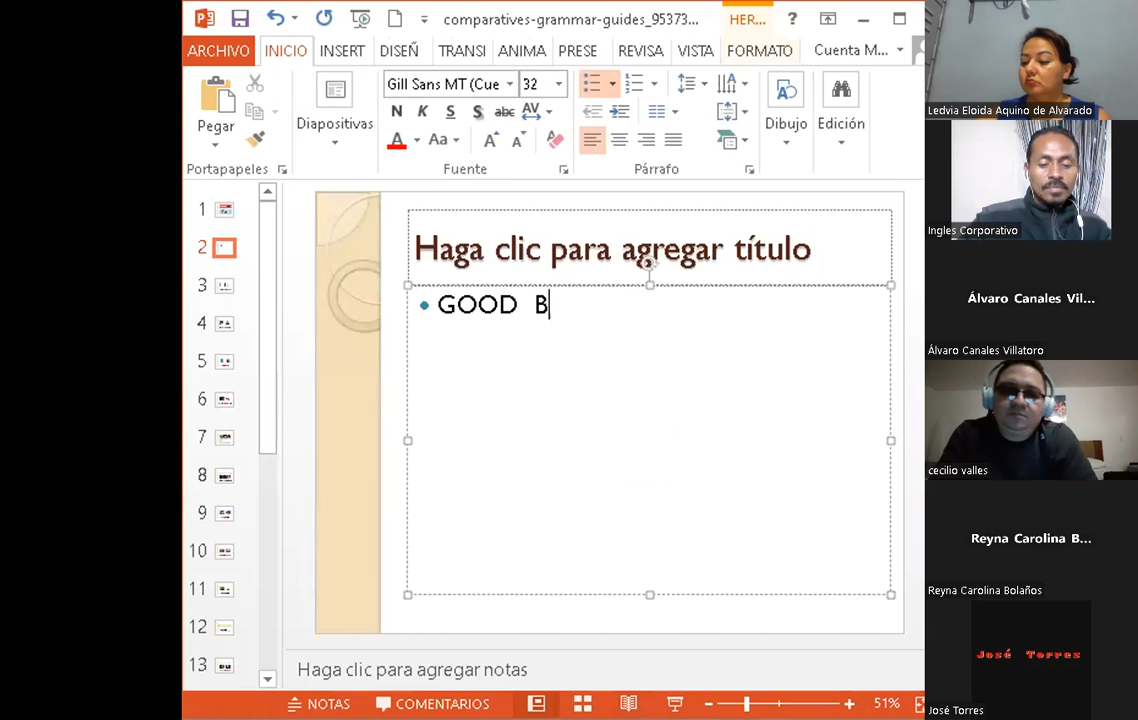 comparatives-grammar-guides_95373...
HER...
?
ARCHIVO
INICIO
INSERT
DISEÑ
TRANSI
ANIMA
PRESE
REVISA
VISTA
FORMATO
Cuenta M...
Pegar
Portapapeles
Diapositivas
Gill Sans MT (Cue
32
N K S S abc AV
A Aa A A
Fuente
Párrafo
Dibujo
Edición
1
2
3
4
5
6
7
8
9
10
11
12
13
Haga clic para agregar título
• GOOD B
Haga clic para agregar notas
NOTAS
COMENTARIOS
51%
Ledvia Eloida Aquino de Alvarado
Ingles Corporativo
Álvaro Canales Vil...
Álvaro Canales Villatoro
cecilio valles
Reyna Carolina B...
Reyna Carolina Bolaños
José Torres
José Torres